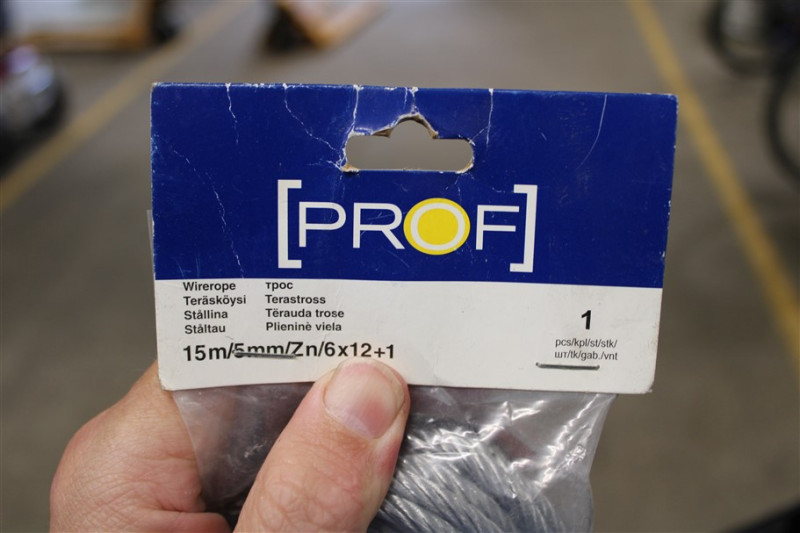 [PROF]
Wirerope
Teräsköysi
Stållina
Ståltau
трос
Terastross
Tērauda trose
Plieninė viela
15m/5mm/Zn/6x12+1
1
pcs/kpl/st/stk/
шт/tk/gab./vnt